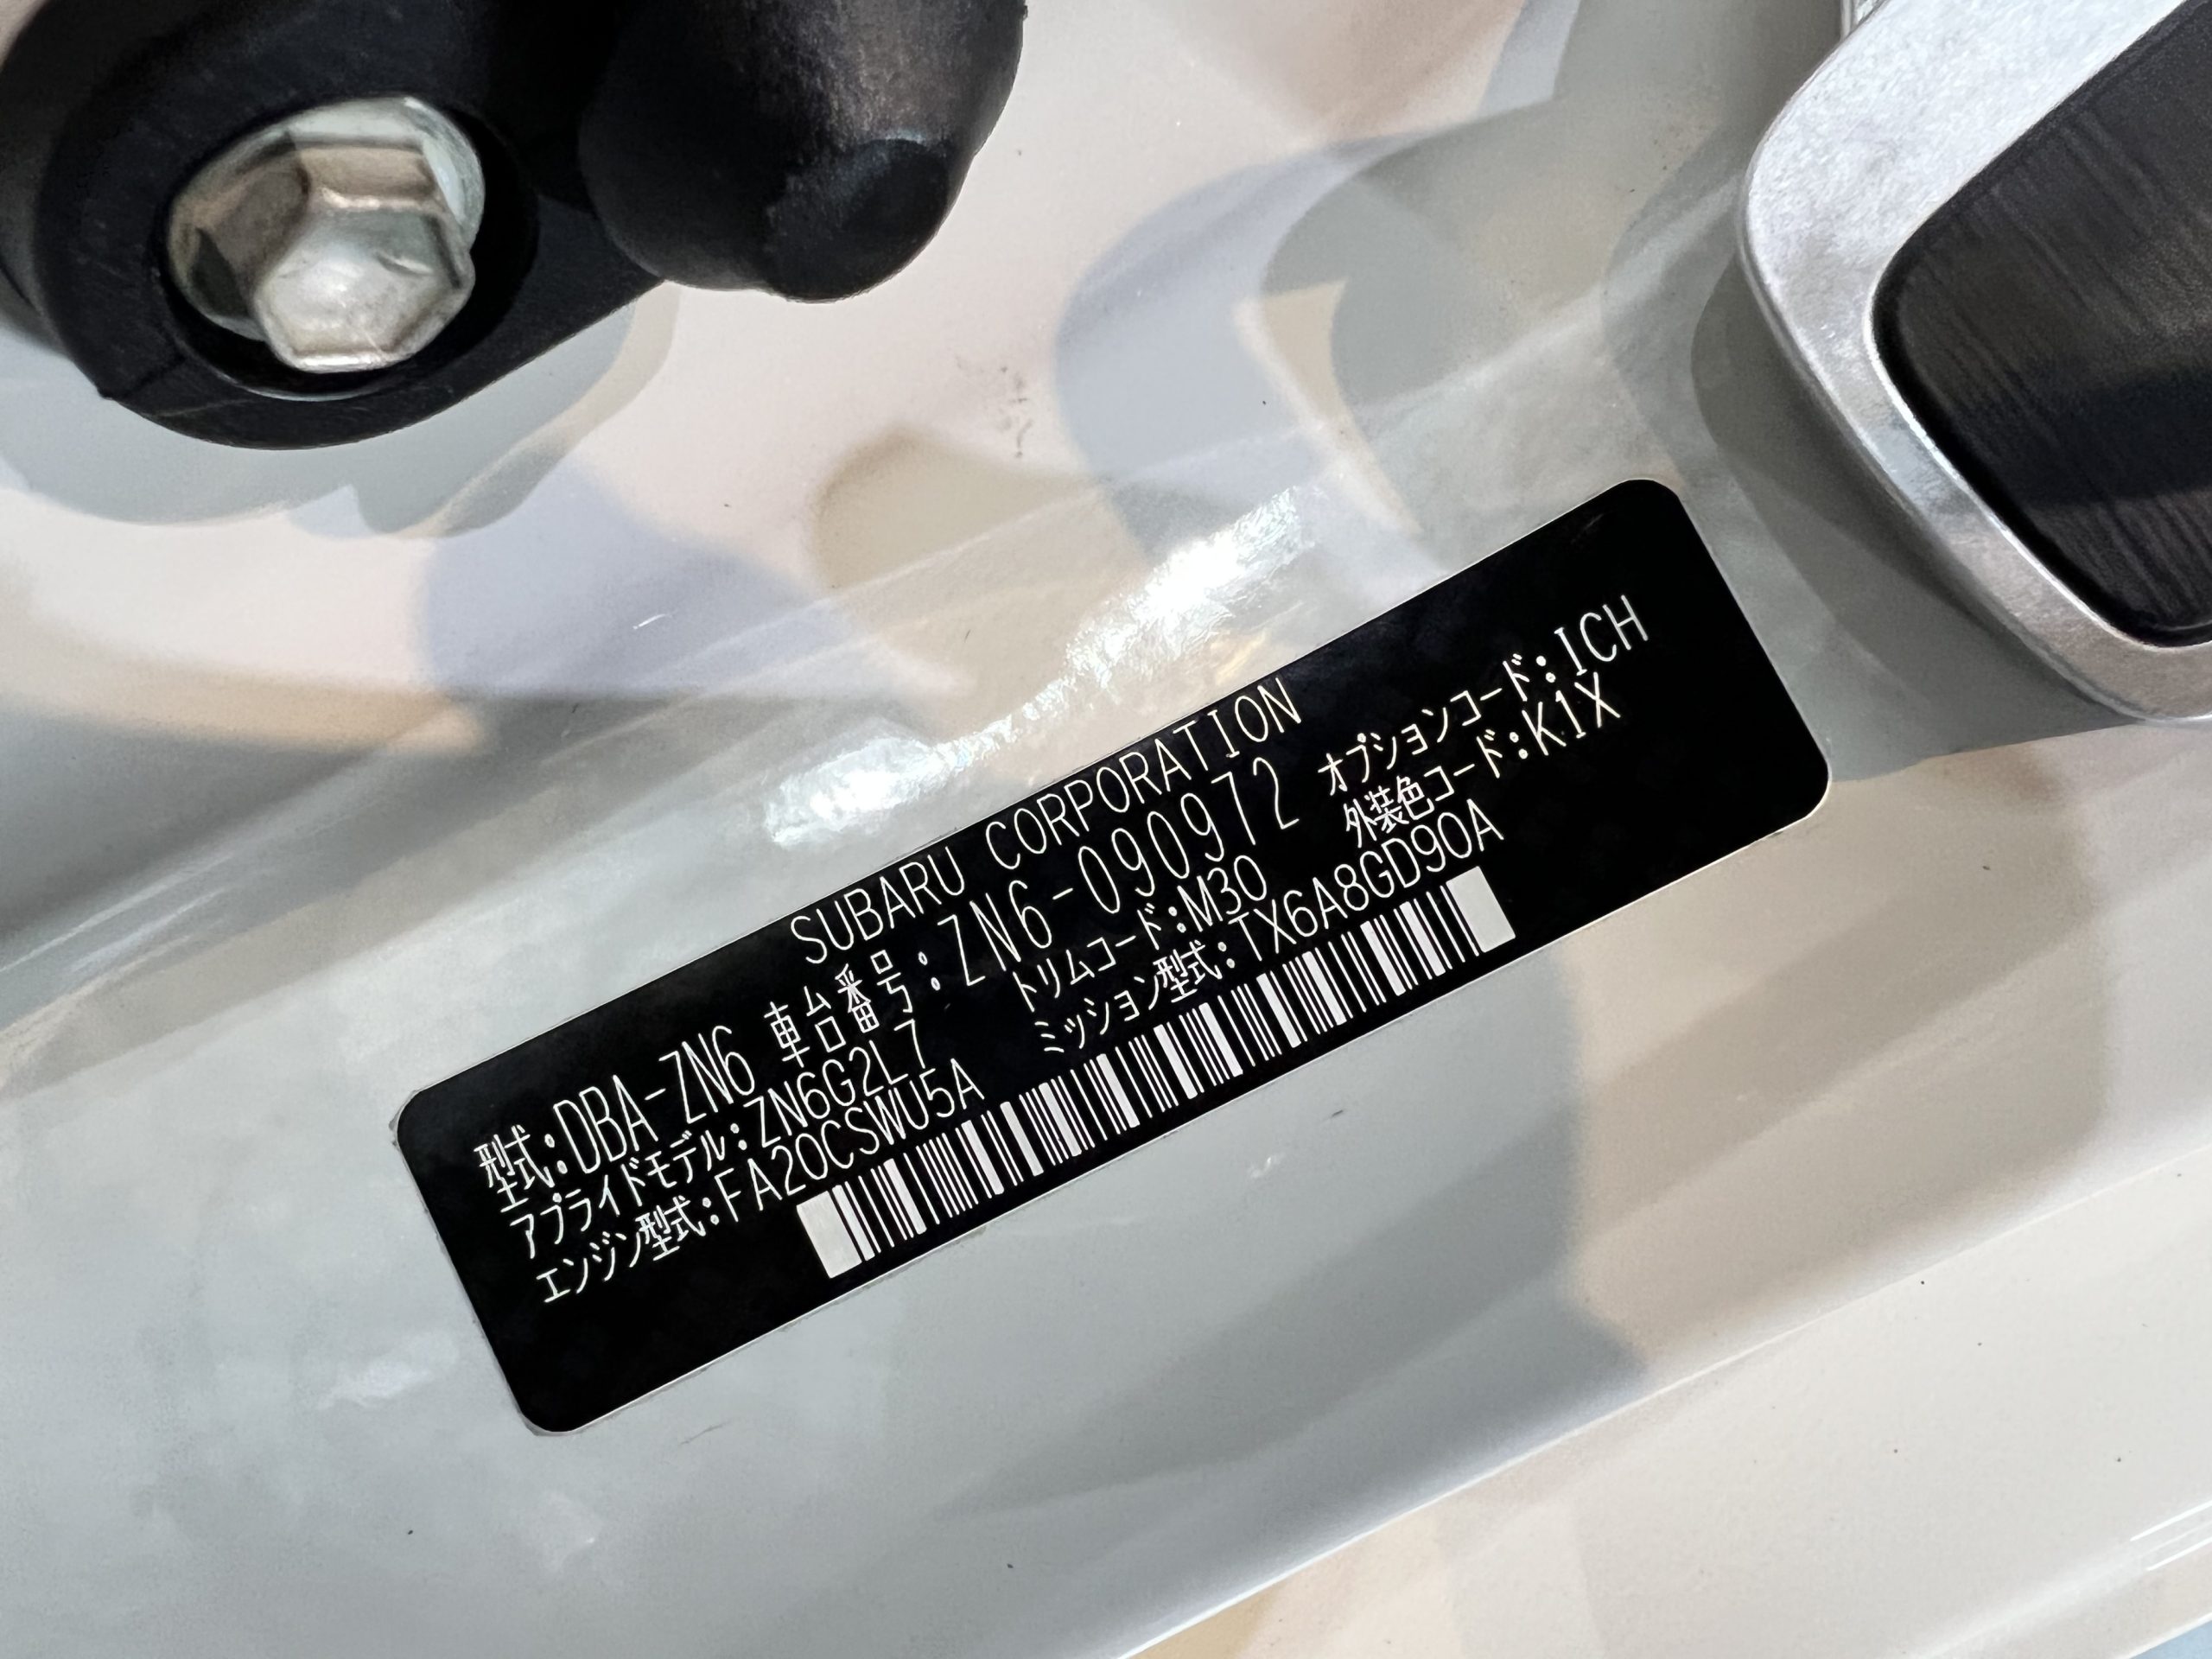 SUBARU CORPORATION
型式:DBA-ZN6 車台番号:ZN6-090972 オプションコード:ICH
アプライドモデル:ZN6G2L7 トリムコード:M30 外装色コード:K1X
エンジン型式:FA20CSWU5A ミッション型式:TX6A8GD90A